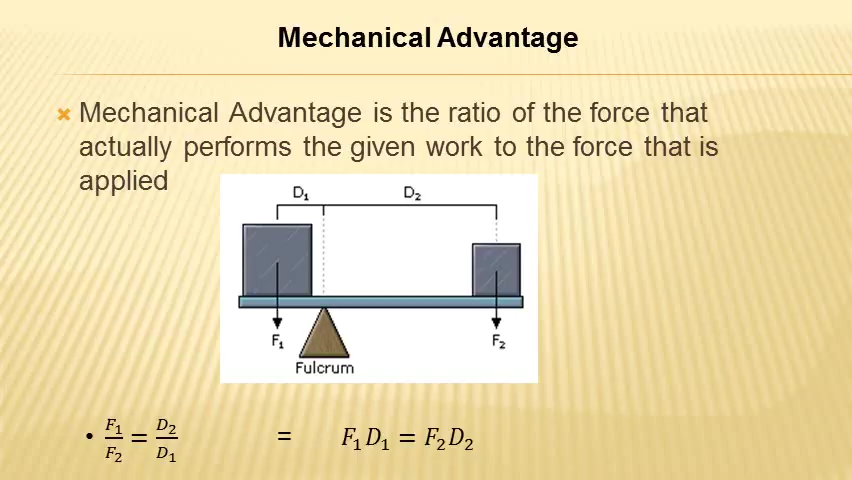 Mechanical Advantage
Mechanical Advantage is the ratio of the force that
actually performs the given work to the force that is
applied
D₁ D₂
F₁ F₂
Fulcrum
• F₁/F₂ = D₂/D₁ = F₁D₁ = F₂D₂